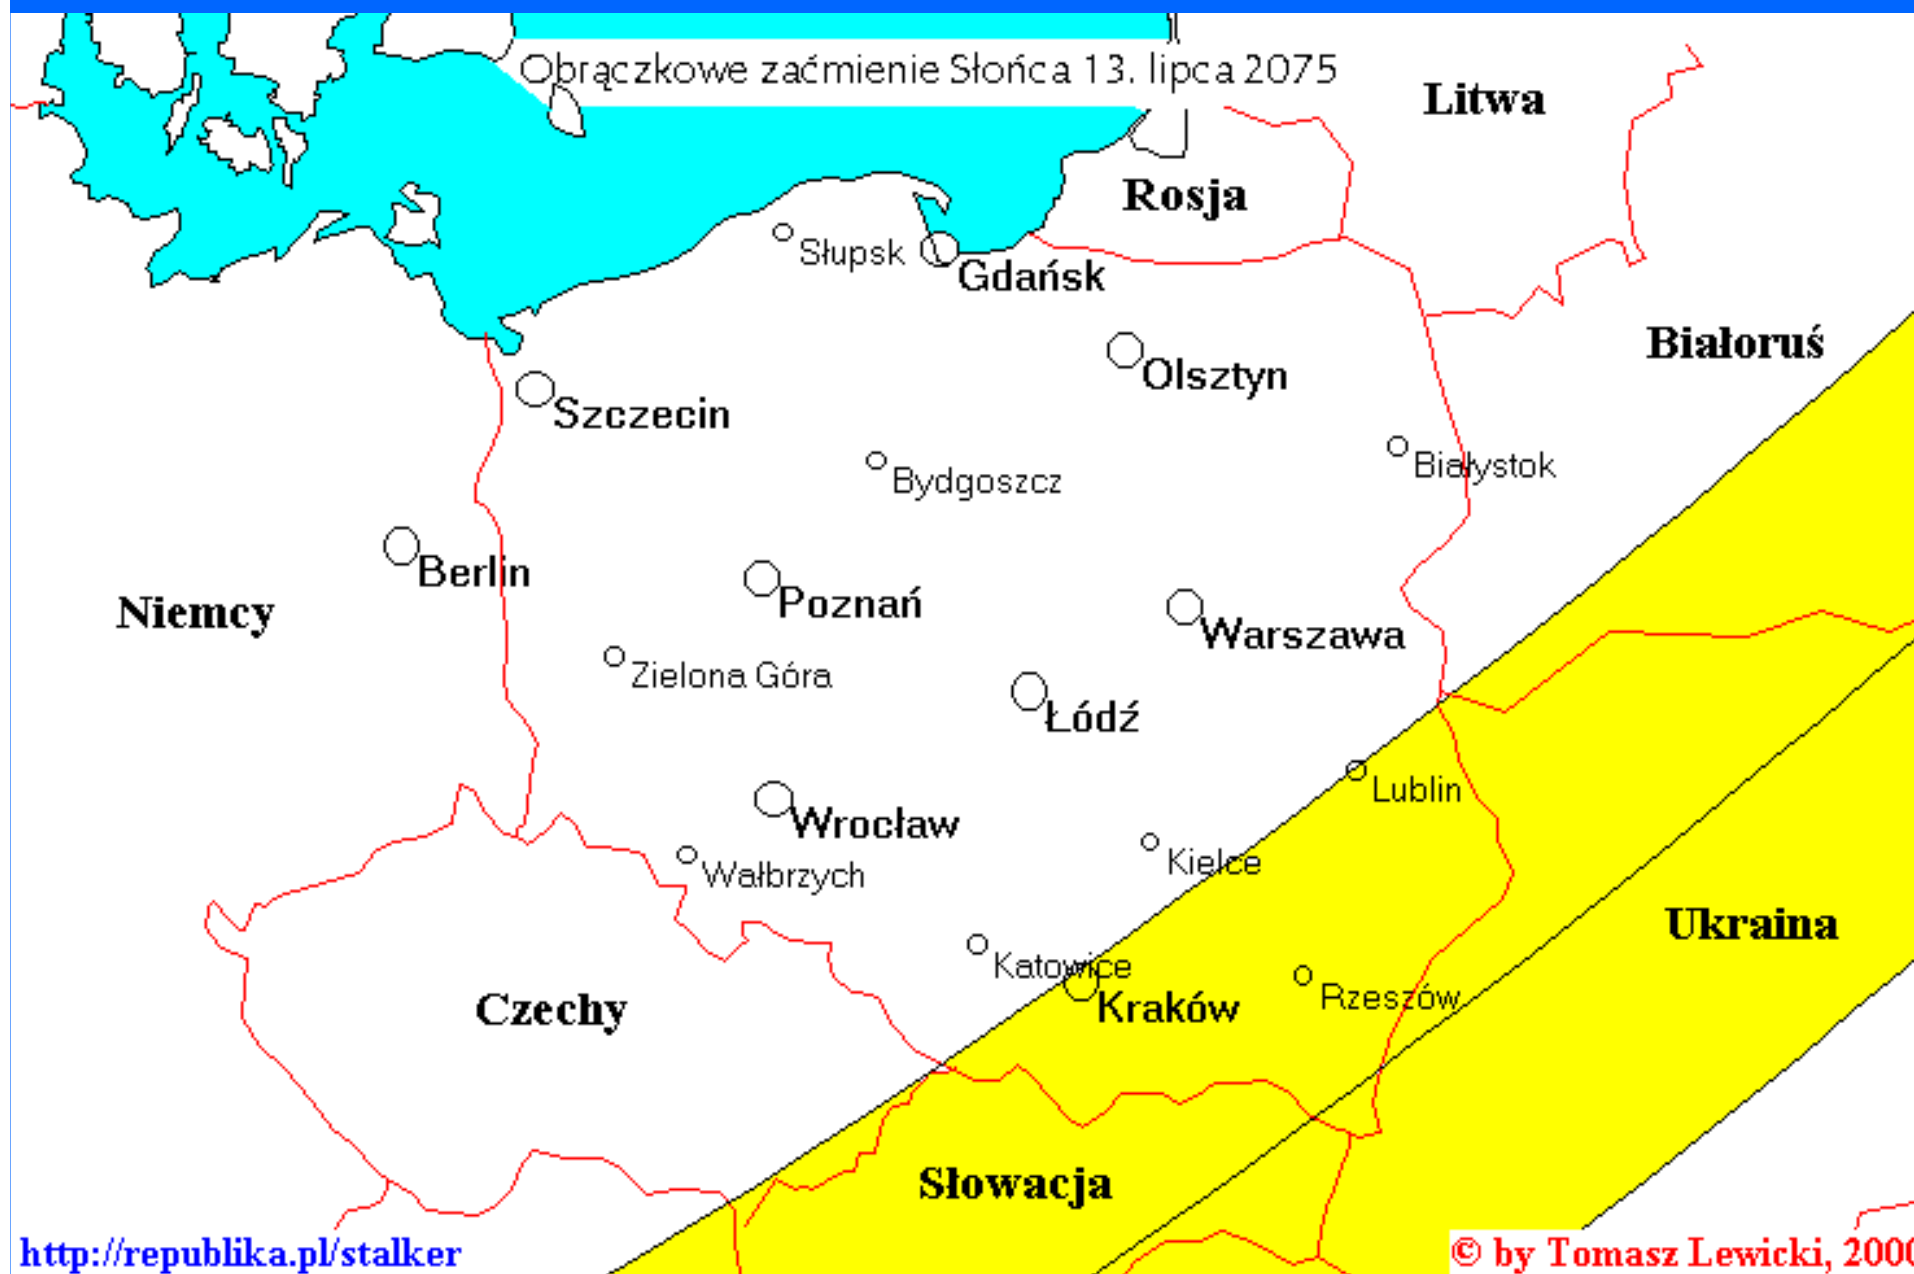 Obrączkowe zaćmienie Słońca 13. lipca 2075
Litwa
Rosja
Słupsk
Gdańsk
Białoruś
Olsztyn
Szczecin
Białystok
Bydgoszcz
Berlin
Niemcy
Poznań
Warszawa
Zielona Góra
Łódź
Lublin
Wrocław
Kielce
Wałbrzych
Ukraina
Katowice
Rzeszów
Kraków
Czechy
Słowacja
http://republika.pl/stalker
© by Tomasz Lewicki, 2000